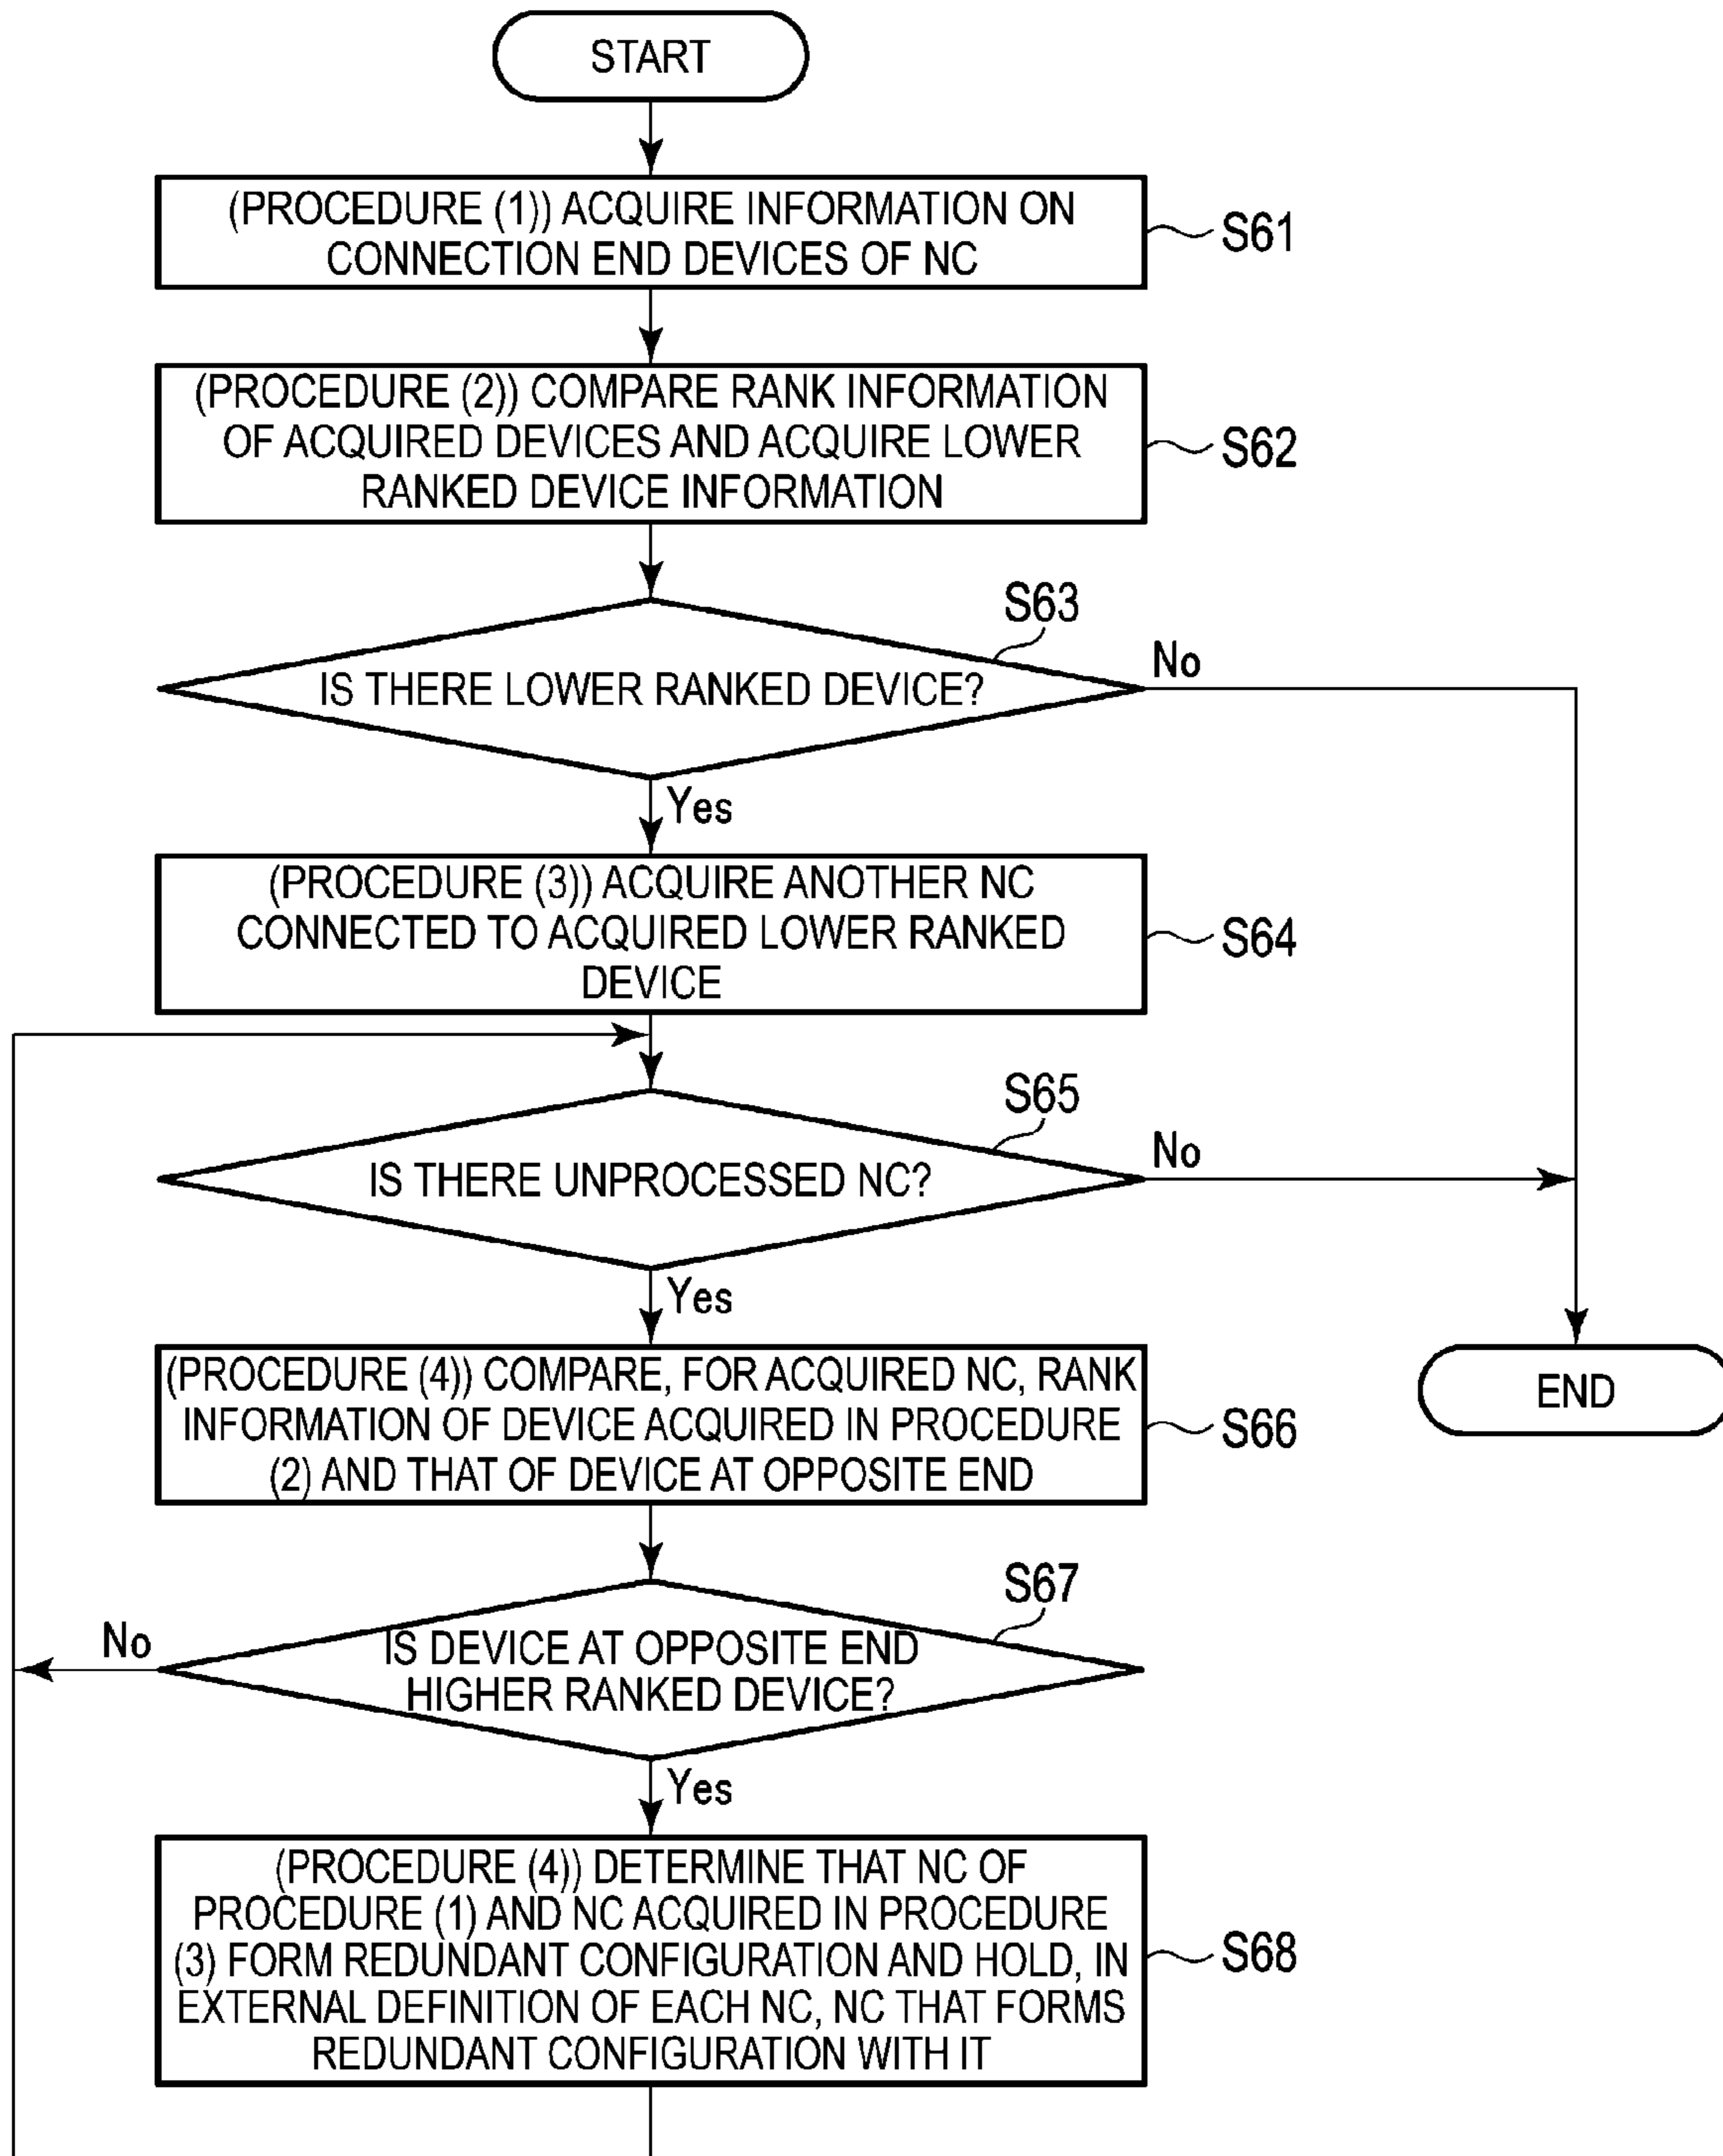 START
(PROCEDURE (1)) ACQUIRE INFORMATION ON
CONNECTION END DEVICES OF NC
S61
(PROCEDURE (2)) COMPARE RANK INFORMATION
OF ACQUIRED DEVICES AND ACQUIRE LOWER
RANKED DEVICE INFORMATION
S62
S63
IS THERE LOWER RANKED DEVICE?
No
Yes
(PROCEDURE (3)) ACQUIRE ANOTHER NC
CONNECTED TO ACQUIRED LOWER RANKED
DEVICE
S64
S65
IS THERE UNPROCESSED NC?
No
Yes
(PROCEDURE (4)) COMPARE, FOR ACQUIRED NC, RANK
INFORMATION OF DEVICE ACQUIRED IN PROCEDURE
(2) AND THAT OF DEVICE AT OPPOSITE END
S66
END
S67
IS DEVICE AT OPPOSITE END
HIGHER RANKED DEVICE?
No
Yes
(PROCEDURE (4)) DETERMINE THAT NC OF
PROCEDURE (1) AND NC ACQUIRED IN PROCEDURE
(3) FORM REDUNDANT CONFIGURATION AND HOLD, IN
EXTERNAL DEFINITION OF EACH NC, NC THAT FORMS
REDUNDANT CONFIGURATION WITH IT
S68